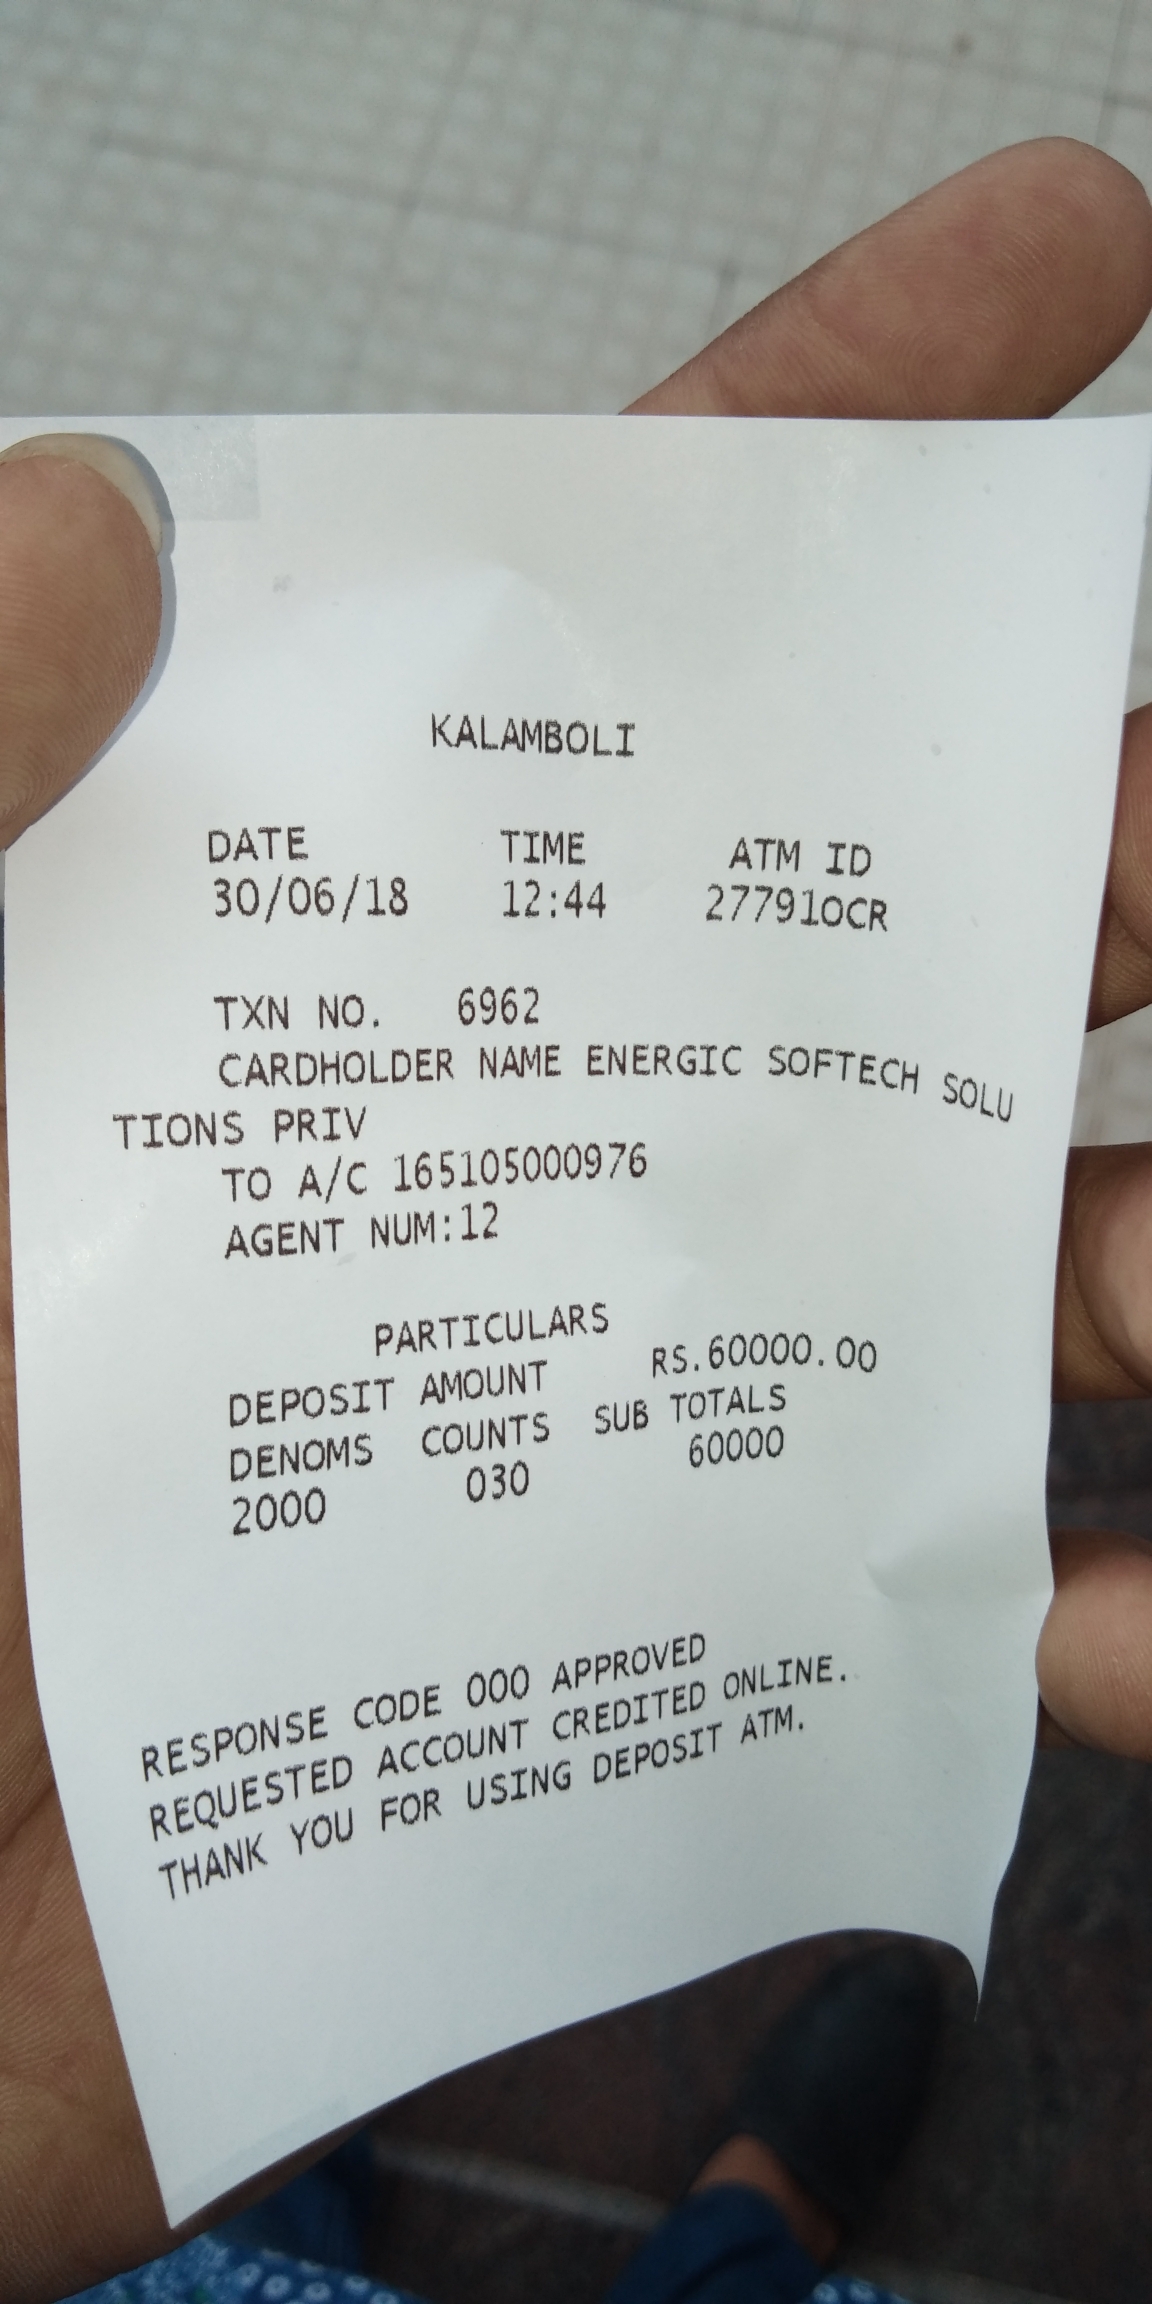 KALAMBOLI
DATE TIME ATM ID
30/06/18 12:44 277910CR
TXN NO. 6962
CARDHOLDER NAME ENERGIC SOFTECH SOLU
TIONS PRIV
TO A/C 165105000976
AGENT NUM:12
PARTICULARS
DEPOSIT AMOUNT RS.60000.00
DENOMS COUNTS SUB TOTALS
2000 030 60000
RESPONSE CODE 000 APPROVED
REQUESTED ACCOUNT CREDITED ONLINE.
THANK YOU FOR USING DEPOSIT ATM.